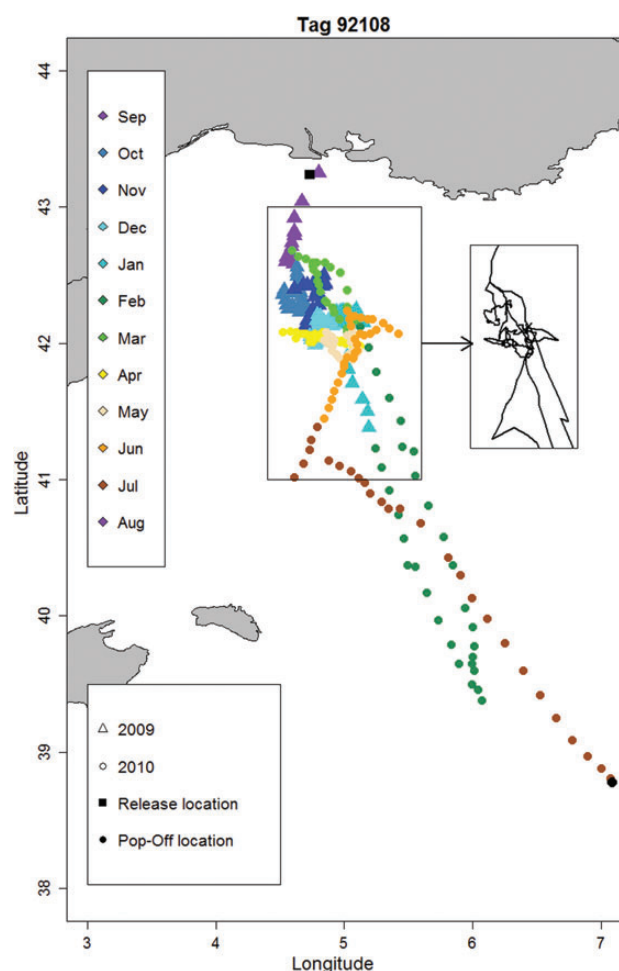 Tag 92108
44
43
42
41
40
39
38
Latitude
Sep
Oct
Nov
Dec
Jan
Feb
Mar
Apr
May
Jun
Jul
Aug
2009
2010
Release location
Pop-Off location
3 4 5 6 7
Longitude